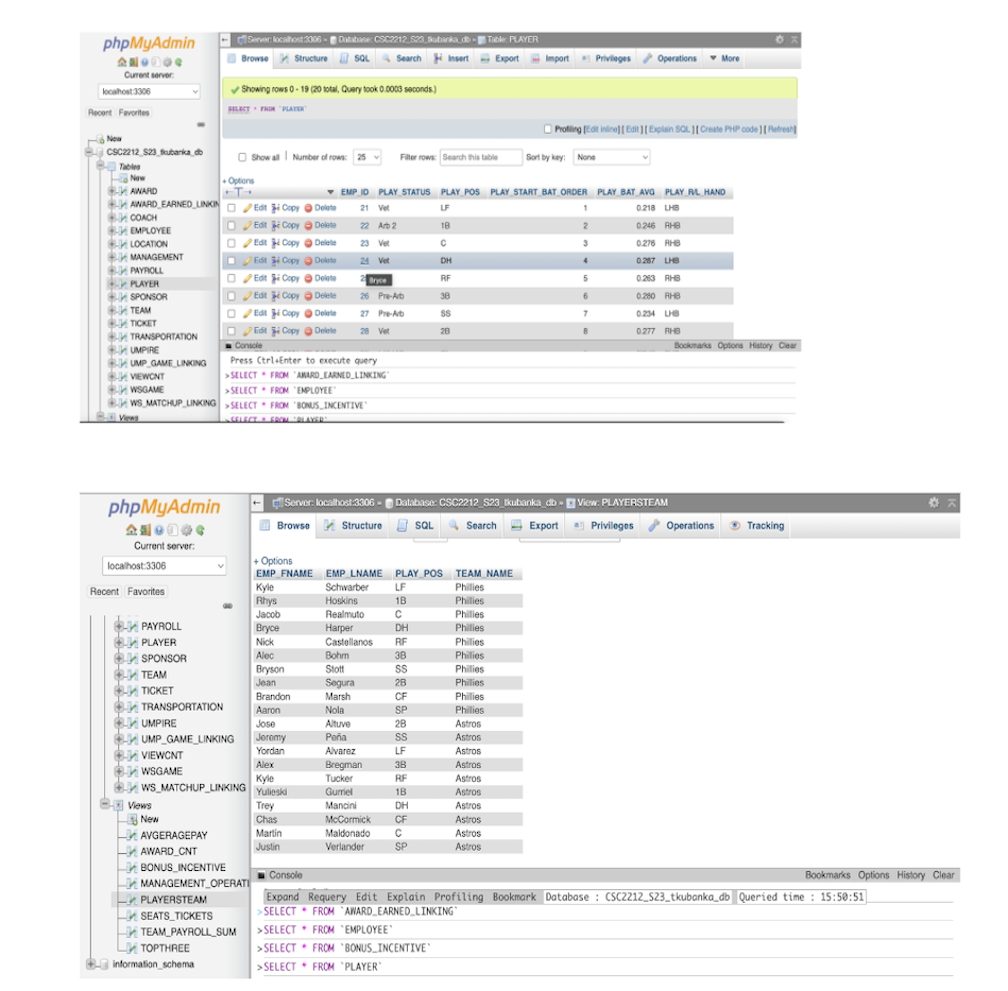 phpMyAdmin
Current server:
localhost:3306
Recent Favorites
New
CSC2212_S23_tkubanka_db
Tables
New
AWARD
AWARD_EARNED_LINKIN
COACH
EMPLOYEE
LOCATION
MANAGEMENT
PAYROLL
PLAYER
SPONSOR
TEAM
TICKET
TRANSPORTATION
UMPIRE
UMP_GAME_LINKING
VIEWCNT
WSGAME
WS_MATCHUP_LINKING
Views
Server: localhost:3306 » Database: CSC2212_S23_tkubanka_db » Table: PLAYER
Browse Structure SQL Search Insert Export Import Privileges Operations More
Showing rows 0 - 19 (20 total, Query took 0.0003 seconds.)
SELECT * FROM `PLAYER`
Profiling [Edit inline] [ Edit ] [ Explain SQL ] [ Create PHP code ] [ Refresh]
Show all | Number of rows: 25 Filter rows: Search this table Sort by key: None
+ Options
EMP_ID PLAY_STATUS PLAY_POS PLAY_START_BAT_ORDER PLAY_BAT_AVG PLAY_R/L_HAND
Edit Copy Delete 21 Vet LF 1 0.218 LHB
Edit Copy Delete 22 Arb 2 1B 2 0.246 RHB
Edit Copy Delete 23 Vet C 3 0.276 RHB
Edit Copy Delete 24 Vet DH 4 0.287 LHB
Edit Copy Delete 2 Bryce RF 5 0.263 RHB
Edit Copy Delete 26 Pre-Arb 3B 6 0.280 RHB
Edit Copy Delete 27 Pre-Arb SS 7 0.234 LHB
Edit Copy Delete 28 Vet 2B 8 0.277 RHB
Console Bookmarks Options History Clear
Press Ctrl+Enter to execute query
>SELECT * FROM `AWARD_EARNED_LINKING`
>SELECT * FROM `EMPLOYEE`
>SELECT * FROM `BONUS_INCENTIVE`
>SELECT * FROM `PLAYER`
phpMyAdmin
Current server:
localhost:3306
Recent Favorites
PAYROLL
PLAYER
SPONSOR
TEAM
TICKET
TRANSPORTATION
UMPIRE
UMP_GAME_LINKING
VIEWCNT
WSGAME
WS_MATCHUP_LINKING
Views
New
AVGERAGEPAY
AWARD_CNT
BONUS_INCENTIVE
MANAGEMENT_OPERATI
PLAYERSTEAM
SEATS_TICKETS
TEAM_PAYROLL_SUM
TOPTHREE
information_schema
Server: localhost:3306 » Database: CSC2212_S23_tkubanka_db » View: PLAYERSTEAM
Browse Structure SQL Search Export Privileges Operations Tracking
+ Options
EMP_FNAME EMP_LNAME PLAY_POS TEAM_NAME
Kyle Schwarber LF Phillies
Rhys Hoskins 1B Phillies
Jacob Realmuto C Phillies
Bryce Harper DH Phillies
Nick Castellanos RF Phillies
Alec Bohm 3B Phillies
Bryson Stott SS Phillies
Jean Segura 2B Phillies
Brandon Marsh CF Phillies
Aaron Nola SP Phillies
Jose Altuve 2B Astros
Jeremy Peña SS Astros
Yordan Alvarez LF Astros
Alex Bregman 3B Astros
Kyle Tucker RF Astros
Yulieski Gurriel 1B Astros
Trey Mancini DH Astros
Chas McCormick CF Astros
Martin Maldonado C Astros
Justin Verlander SP Astros
Console Bookmarks Options History Clear
Expand Requery Edit Explain Profiling Bookmark Database : CSC2212_S23_tkubanka_db Queried time : 15:50:51
>SELECT * FROM `AWARD_EARNED_LINKING`
>SELECT * FROM `EMPLOYEE`
>SELECT * FROM `BONUS_INCENTIVE`
>SELECT * FROM `PLAYER`